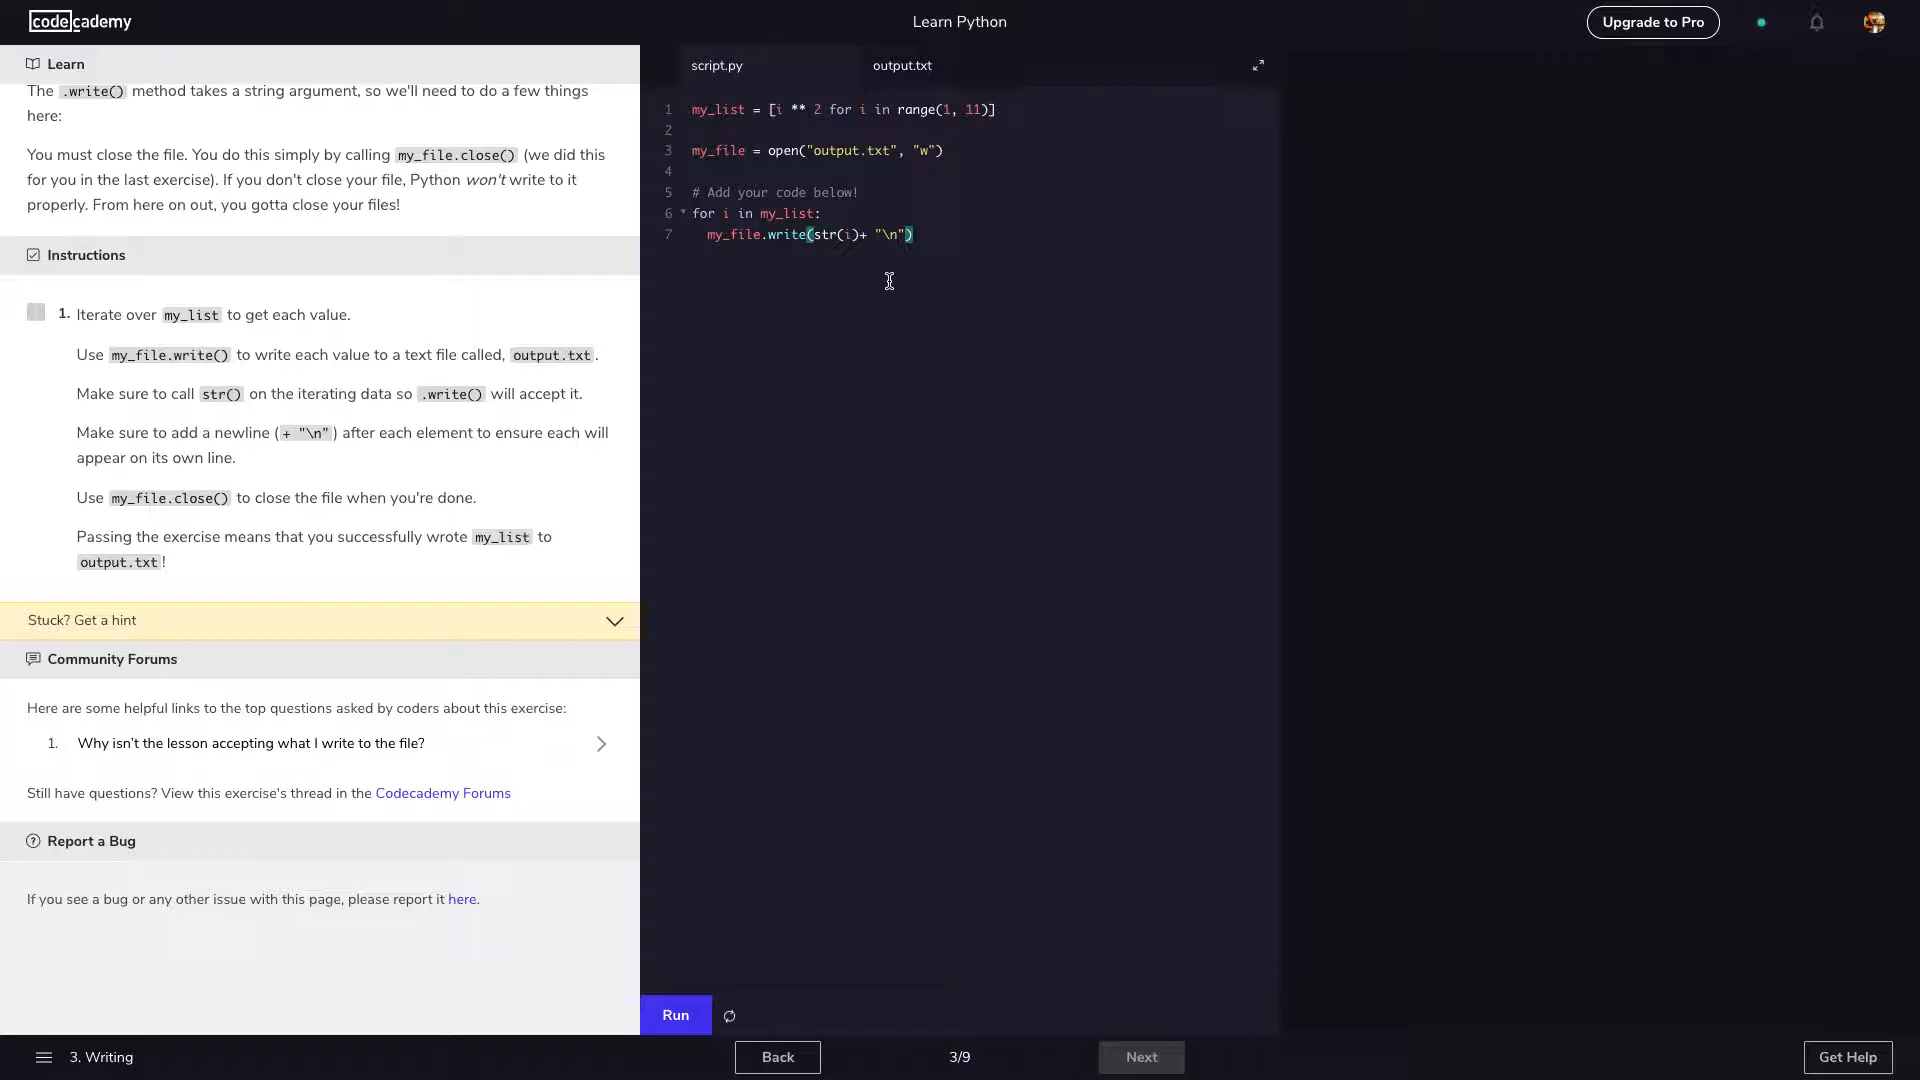 codecademy
Learn Python
Upgrade to Pro
Learn
The .write() method takes a string argument, so we'll need to do a few things
here:
You must close the file. You do this simply by calling my_file.close() (we did this
for you in the last exercise). If you don't close your file, Python won't write to it
properly. From here on out, you gotta close your files!
Instructions
1. Iterate over my_list to get each value.
Use my_file.write() to write each value to a text file called, output.txt.
Make sure to call str() on the iterating data so .write() will accept it.
Make sure to add a newline (+ "\n") after each element to ensure each will
appear on its own line.
Use my_file.close() to close the file when you're done.
Passing the exercise means that you successfully wrote my_list to
output.txt!
Stuck? Get a hint
Community Forums
Here are some helpful links to the top questions asked by coders about this exercise:
1. Why isn't the lesson accepting what I write to the file?
Still have questions? View this exercise's thread in the Codecademy Forums
Report a Bug
If you see a bug or any other issue with this page, please report it here.
script.py
output.txt
1 my_list = [i ** 2 for i in range(1, 11)]
2
3 my_file = open("output.txt", "w")
4
5 # Add your code below!
6 for i in my_list:
7 my_file.write(str(i)+ "\n")
Run
3. Writing
Back
3/9
Next
Get Help